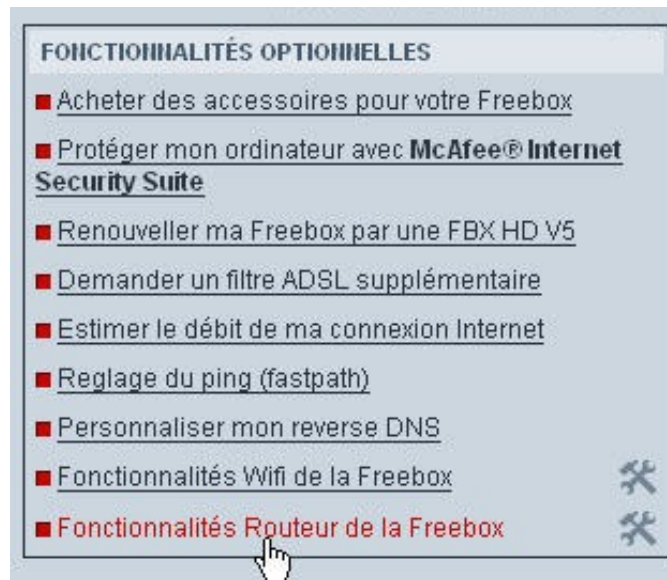 FONCTIONNALITÉS OPTIONNELLES
Acheter des accessoires pour votre Freebox
Protéger mon ordinateur avec McAfee® Internet
Security Suite
Renouveller ma Freebox par une FBX HD V5
Demander un filtre ADSL supplémentaire
Estimer le débit de ma connexion Internet
Reglage du ping (fastpath)
Personnaliser mon reverse DNS
Fonctionnalités Wifi de la Freebox
Fonctionnalités Routeur de la Freebox